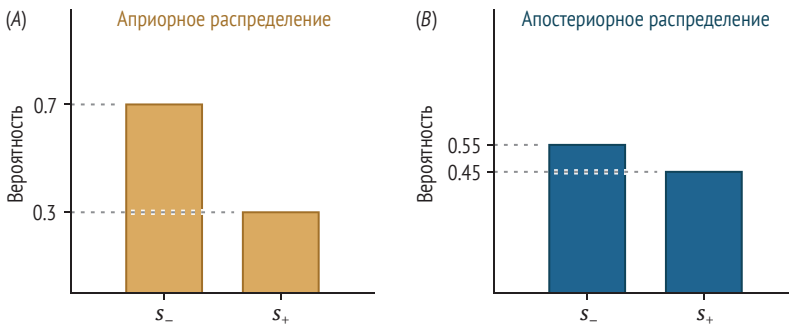 (A)
Априорное распределение
Вероятность
0.7
0.3
s₋
s₊
(B)
Апостериорное распределение
Вероятность
0.55
0.45
s₋
s₊